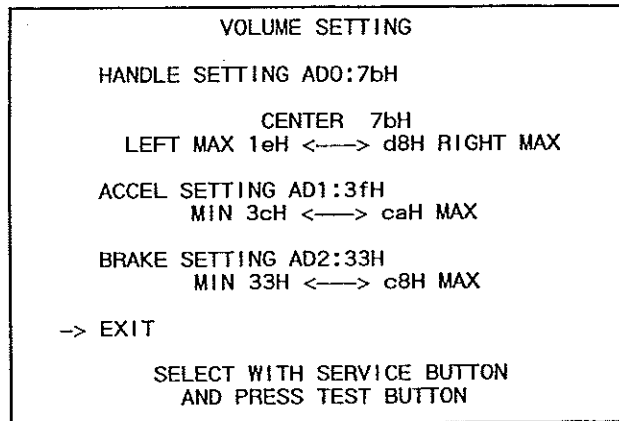 VOLUME SETTING
HANDLE SETTING AD0:7bH
CENTER 7bH
LEFT MAX 1eH <---> d8H RIGHT MAX
ACCEL SETTING AD1:3fH
MIN 3cH <---> caH MAX
BRAKE SETTING AD2:33H
MIN 33H <---> c8H MAX
-> EXIT
SELECT WITH SERVICE BUTTON
AND PRESS TEST BUTTON